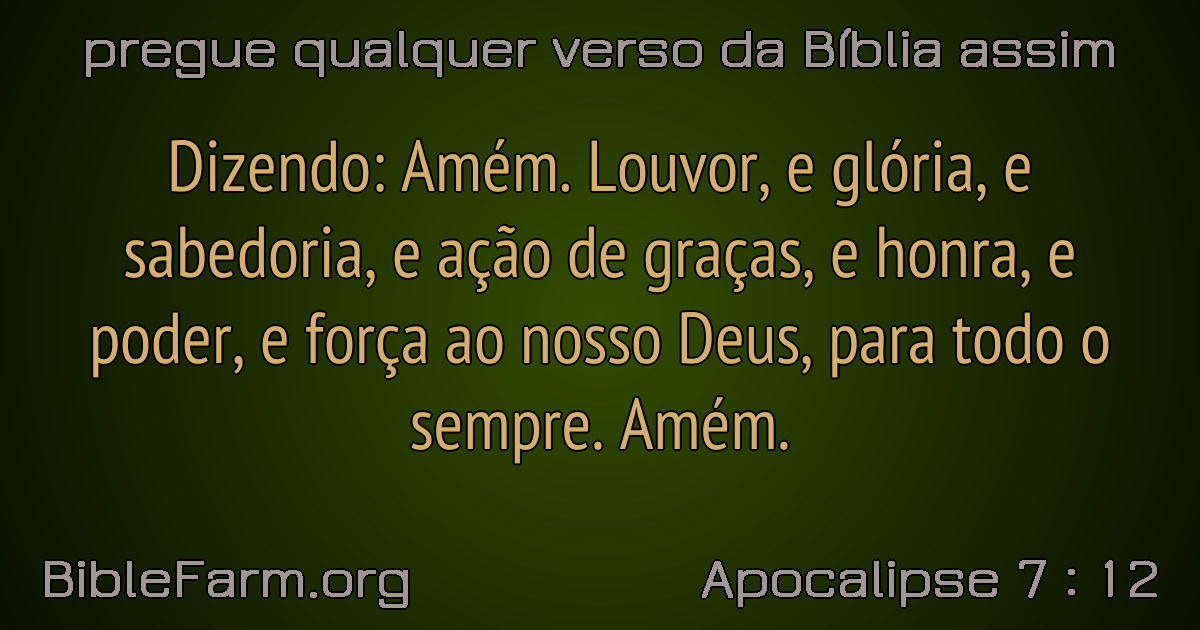 pregue qualquer verso da Bíblia assim
Dizendo: Amém. Louvor, e glória, e
sabedoria, e ação de graças, e honra, e
poder, e força ao nosso Deus, para todo o
sempre. Amém.
BibleFarm.org
Apocalipse 7 : 12